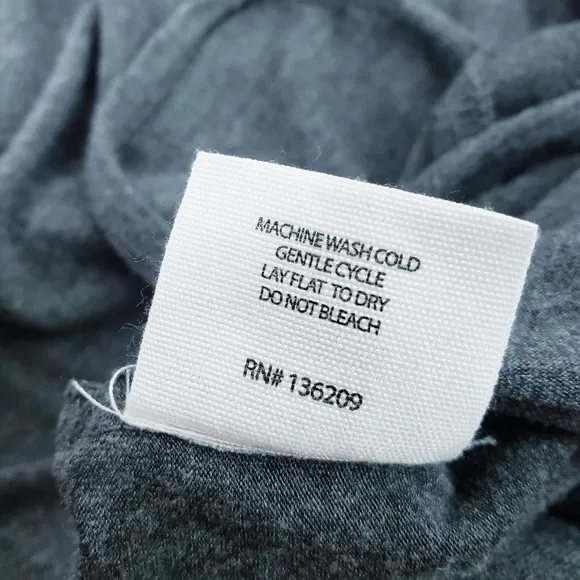 MACHINE WASH COLD
GENTLE CYCLE
LAY FLAT TO DRY
DO NOT BLEACH
RN# 136209